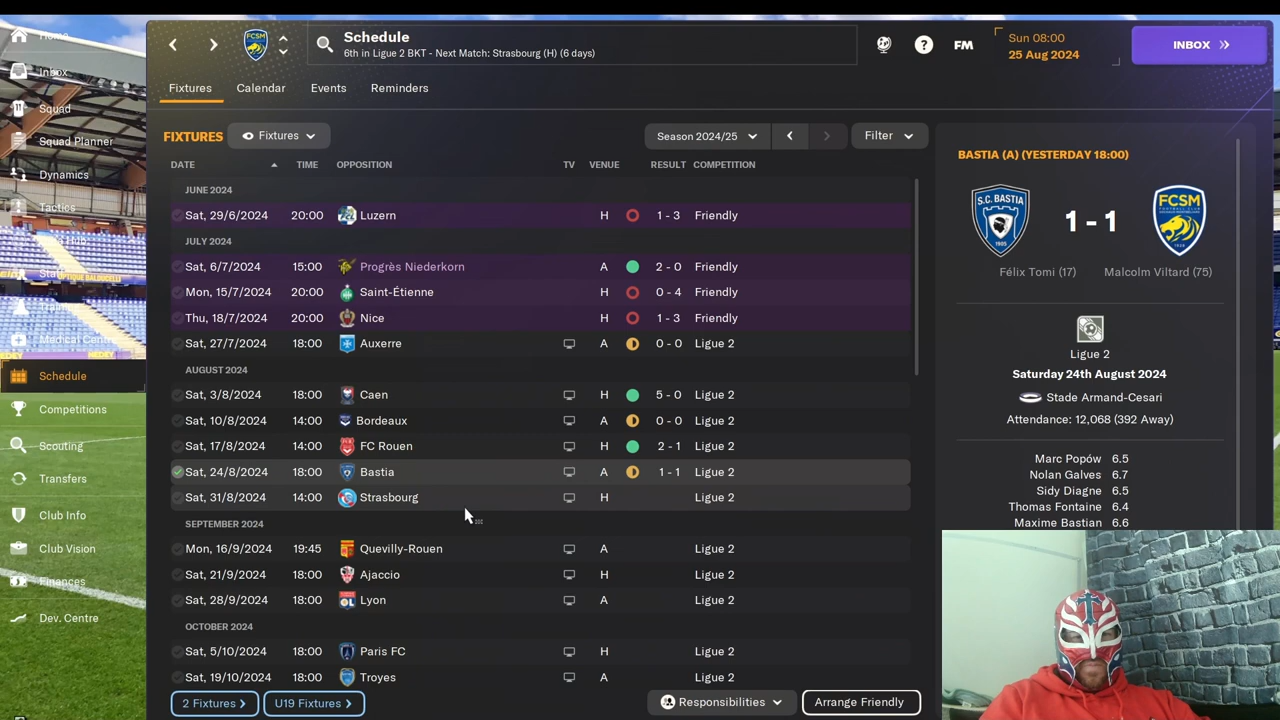 Home
Schedule
6th in Ligue 2 BKT - Next Match: Strasbourg (H) (6 days)
FM
Sun 08:00
25 Aug 2024
INBOX
Inbox
Squad
Squad Planner
Dynamics
Tactics
Schedule
Competitions
Scouting
Transfers
Club Info
Club Vision
Finances
Dev. Centre
Fixtures Calendar Events Reminders
FIXTURES Fixtures Season 2024/25 Filter
DATE TIME OPPOSITION TV VENUE RESULT COMPETITION
JUNE 2024
Sat, 29/6/2024 20:00 Luzern H 1 - 3 Friendly
JULY 2024
Sat, 6/7/2024 15:00 Progrès Niederkorn A 2 - 0 Friendly
Mon, 15/7/2024 20:00 Saint-Étienne H 0 - 4 Friendly
Thu, 18/7/2024 20:00 Nice H 1 - 3 Friendly
Sat, 27/7/2024 18:00 Auxerre A 0 - 0 Ligue 2
AUGUST 2024
Sat, 3/8/2024 18:00 Caen H 5 - 0 Ligue 2
Sat, 10/8/2024 14:00 Bordeaux A 0 - 0 Ligue 2
Sat, 17/8/2024 14:00 FC Rouen H 2 - 1 Ligue 2
Sat, 24/8/2024 18:00 Bastia A 1 - 1 Ligue 2
Sat, 31/8/2024 14:00 Strasbourg H Ligue 2
SEPTEMBER 2024
Mon, 16/9/2024 19:45 Quevilly-Rouen A Ligue 2
Sat, 21/9/2024 18:00 Ajaccio H Ligue 2
Sat, 28/9/2024 18:00 Lyon A Ligue 2
OCTOBER 2024
Sat, 5/10/2024 18:00 Paris FC H Ligue 2
Sat, 19/10/2024 18:00 Troyes A Ligue 2
2 Fixtures U19 Fixtures Responsibilities Arrange Friendly
BASTIA (A) (YESTERDAY 18:00)
S.C. BASTIA
1905
1 - 1
FCSM
Félix Tomi (17) Malcolm Viltard (75)
Ligue 2
Saturday 24th August 2024
Stade Armand-Cesari
Attendance: 12,068 (392 Away)
Marc Popów 6.5
Nolan Galves 6.7
Sidy Diagne 6.5
Thomas Fontaine 6.4
Maxime Bastian 6.6